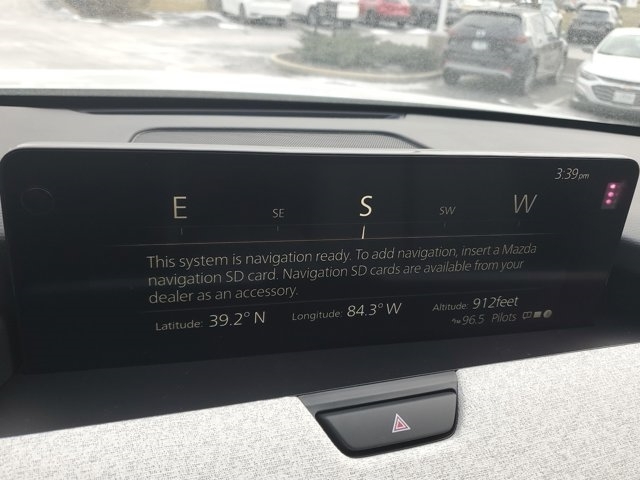 3:39pm
E SE S SW W
This system is navigation ready. To add navigation, insert a Mazda
navigation SD card. Navigation SD cards are available from your
dealer as an accessory.
Latitude: 39.2° N Longitude: 84.3° W Altitude: 912feet
FM 96.5 Pilots